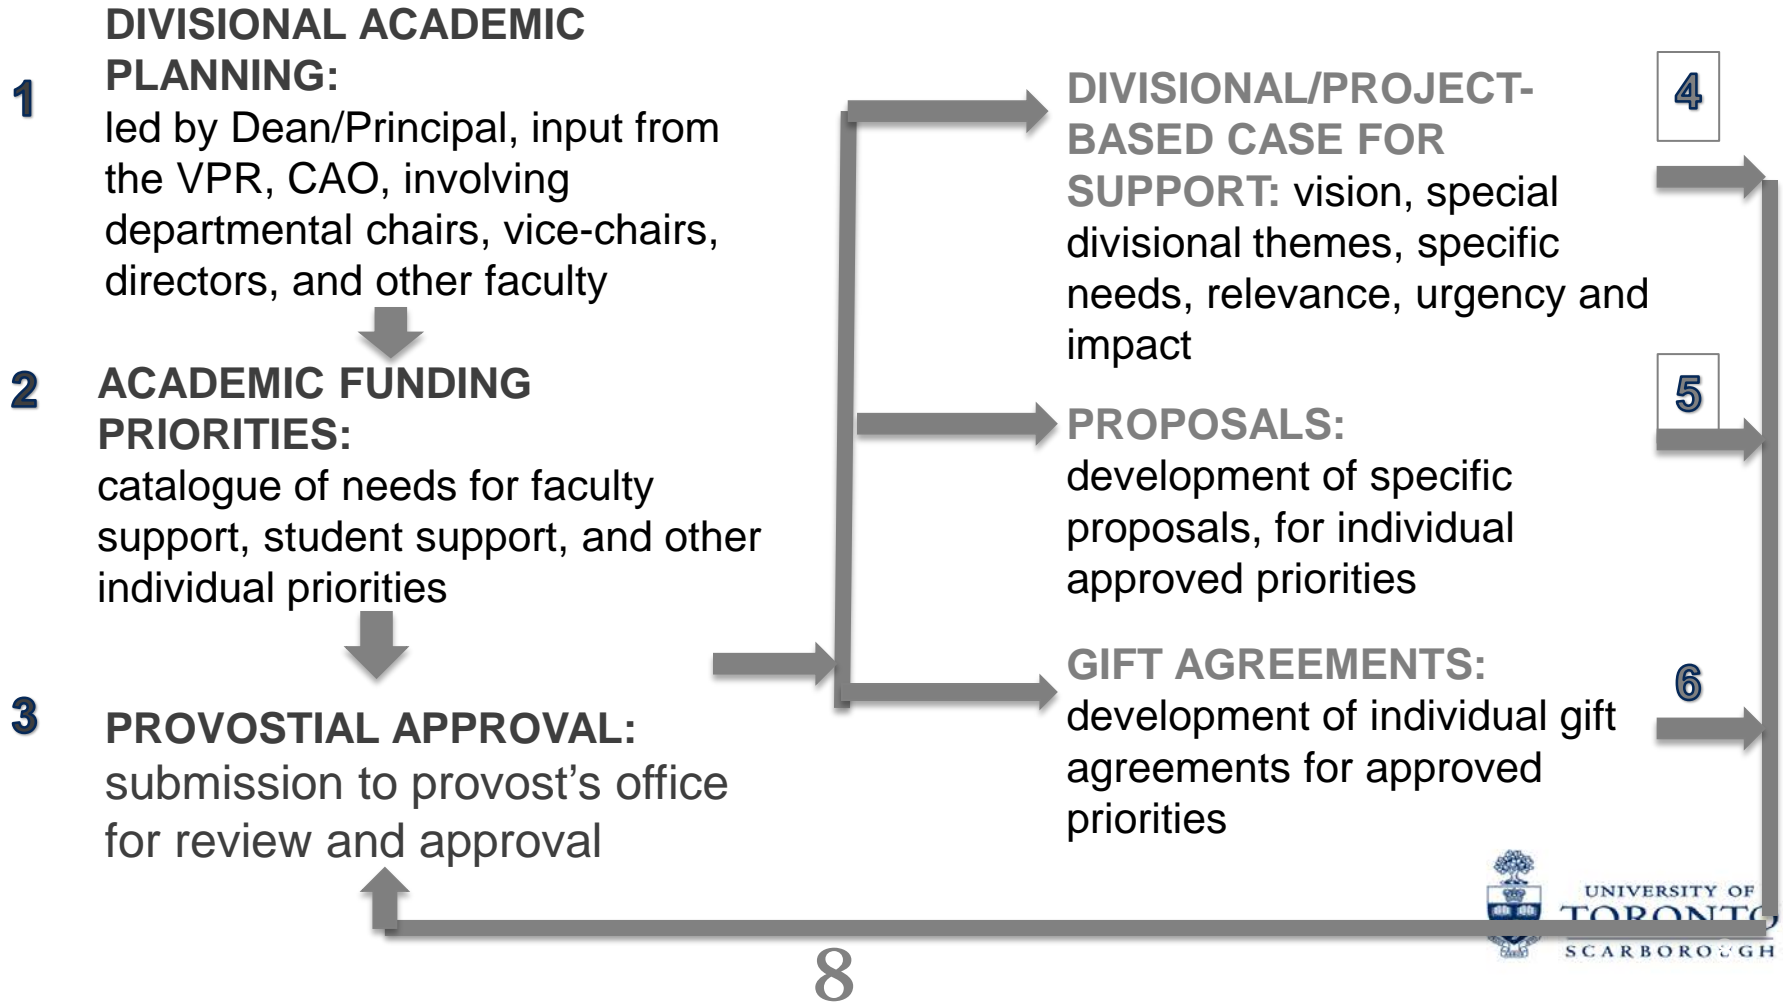 1
DIVISIONAL ACADEMIC
PLANNING:
led by Dean/Principal, input from
the VPR, CAO, involving
departmental chairs, vice-chairs,
directors, and other faculty
2
ACADEMIC FUNDING
PRIORITIES:
catalogue of needs for faculty
support, student support, and other
individual priorities
3
PROVOSTIAL APPROVAL:
submission to provost’s office
for review and approval
4
DIVISIONAL/PROJECT-
BASED CASE FOR
SUPPORT: vision, special
divisional themes, specific
needs, relevance, urgency and
impact
5
PROPOSALS:
development of specific
proposals, for individual
approved priorities
6
GIFT AGREEMENTS:
development of individual gift
agreements for approved
priorities
UNIVERSITY OF
TORONTO
SCARBOROUGH
8